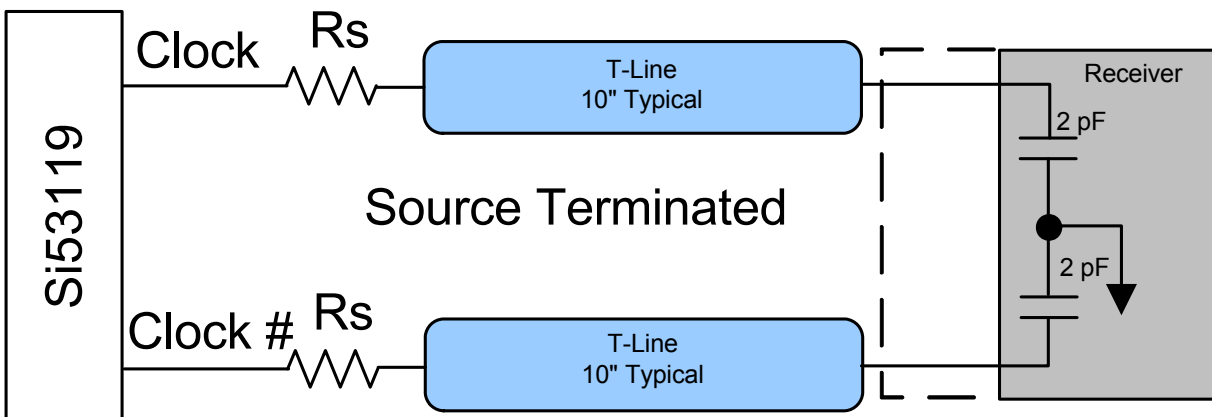 Clock
Rs
T-Line
10" Typical
Receiver
2 pF
Si53119
Source Terminated
2 pF
Clock #
Rs
T-Line
10" Typical